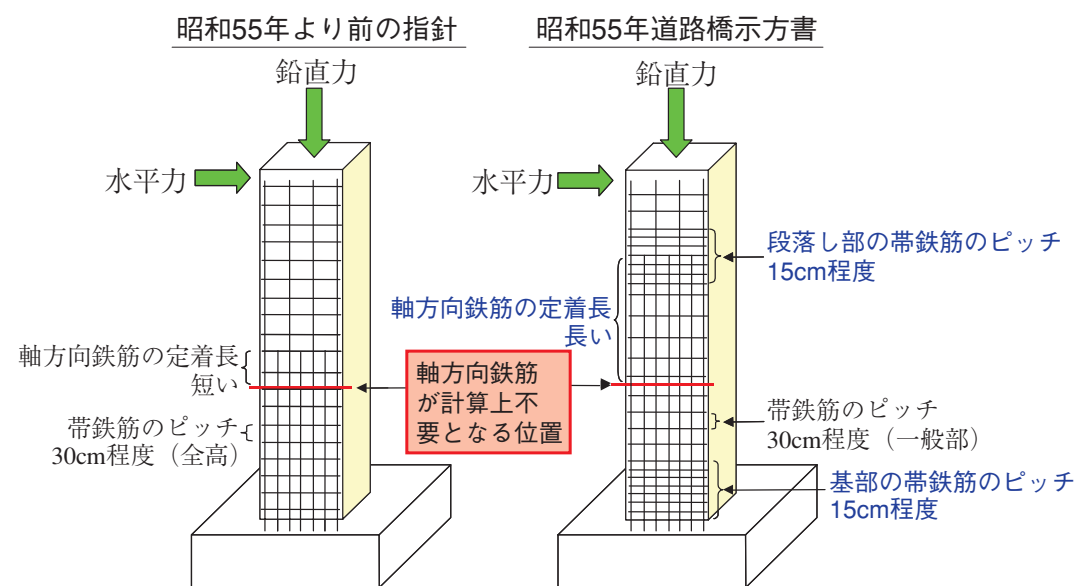 昭和55年より前の指針
鉛直力
水平力
軸方向鉄筋の定着長
短い
帯鉄筋のピッチ
30cm程度（全高）
軸方向鉄筋
が計算上不
要となる位置
昭和55年道路橋示方書
鉛直力
水平力
段落し部の帯鉄筋のピッチ
15cm程度
軸方向鉄筋の定着長
長い
帯鉄筋のピッチ
30cm程度（一般部）
基部の帯鉄筋のピッチ
15cm程度